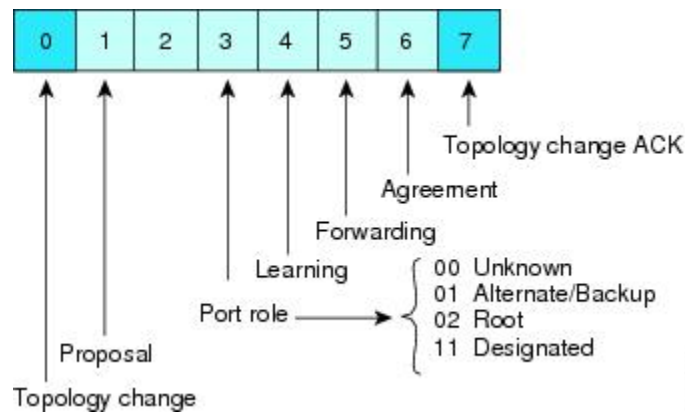 0 1 2 3 4 5 6 7
Topology change ACK
Agreement
Forwarding
Learning
00 Unknown
01 Alternate/Backup
Port role
02 Root
11 Designated
Proposal
Topology change